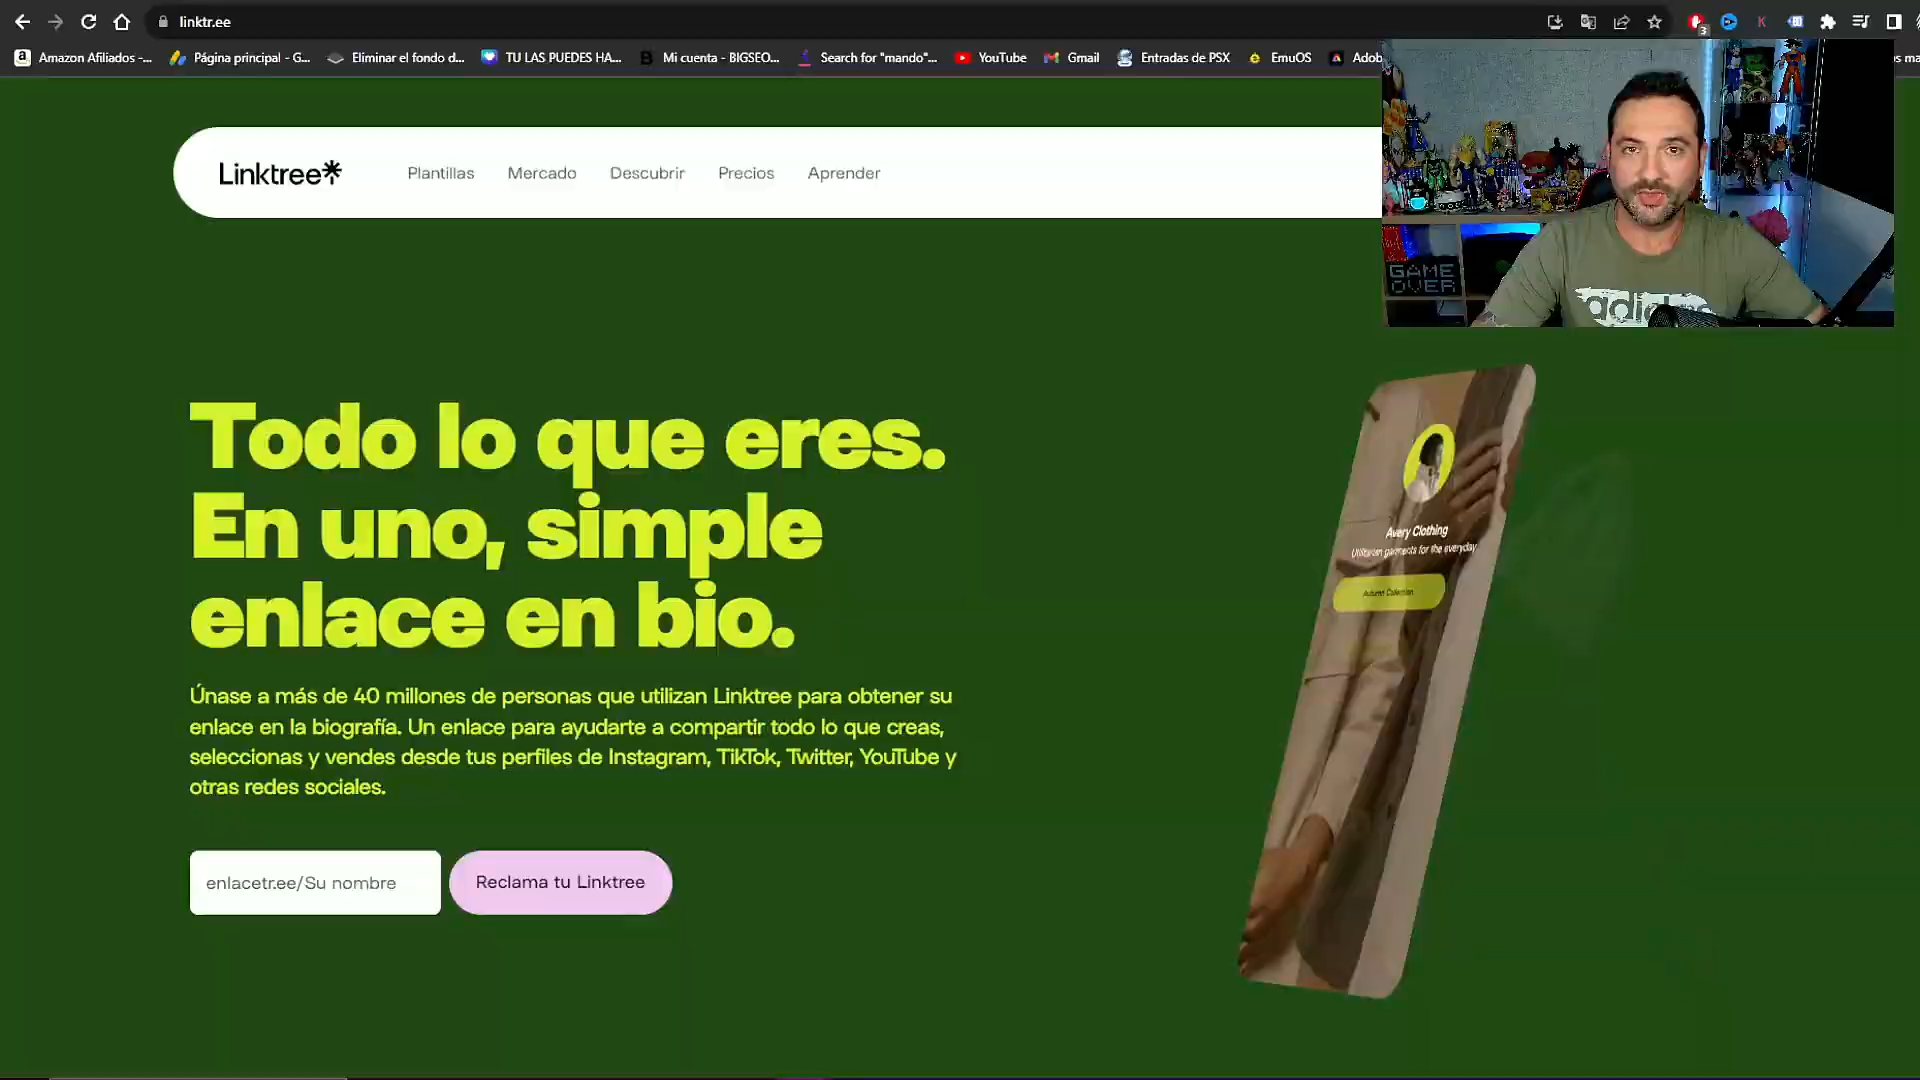 linktr.ee
3
K
Amazon Afiliados -...
Página principal - G...
Eliminar el fondo d...
TU LAS PUEDES HA...
Mi cuenta - BIGSEO...
Search for "mando"...
YouTube
Gmail
Entradas de PSX
EmuOS
Adob
s ma
Linktree
Plantillas
Mercado
Descubrir
Precios
Aprender
GAME
OVER
Todo lo que eres.
En uno, simple
enlace en bio.
Únase a más de 40 millones de personas que utilizan Linktree para obtener su
enlace en la biografía. Un enlace para ayudarte a compartir todo lo que creas,
seleccionas y vendes desde tus perfiles de Instagram, TikTok, Twitter, YouTube y
otras redes sociales.
enlacetr.ee/Su nombre
Reclama tu Linktree
Avery Clothing
Utilitarian garments for the everyday
Autumn Collection